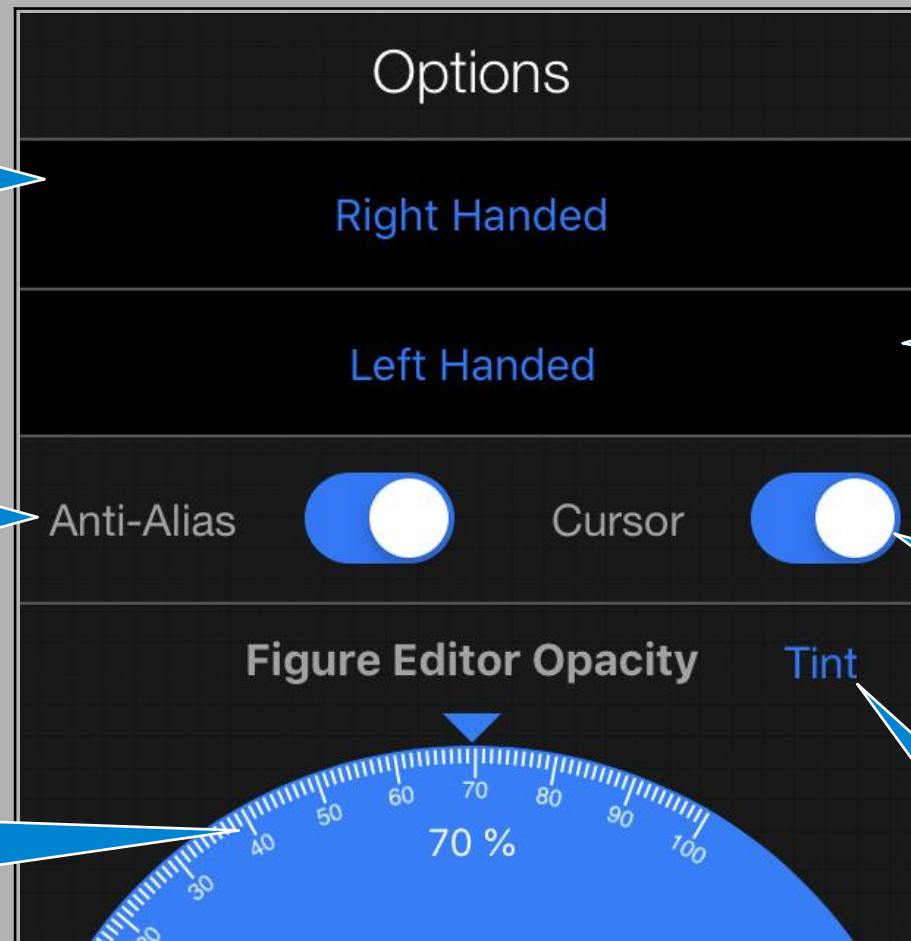 Options
Right Handed
Left Handed
Anti-Alias Cursor
Figure Editor Opacity Tint
20 30 40 50 60 70 80 90 100
70 %